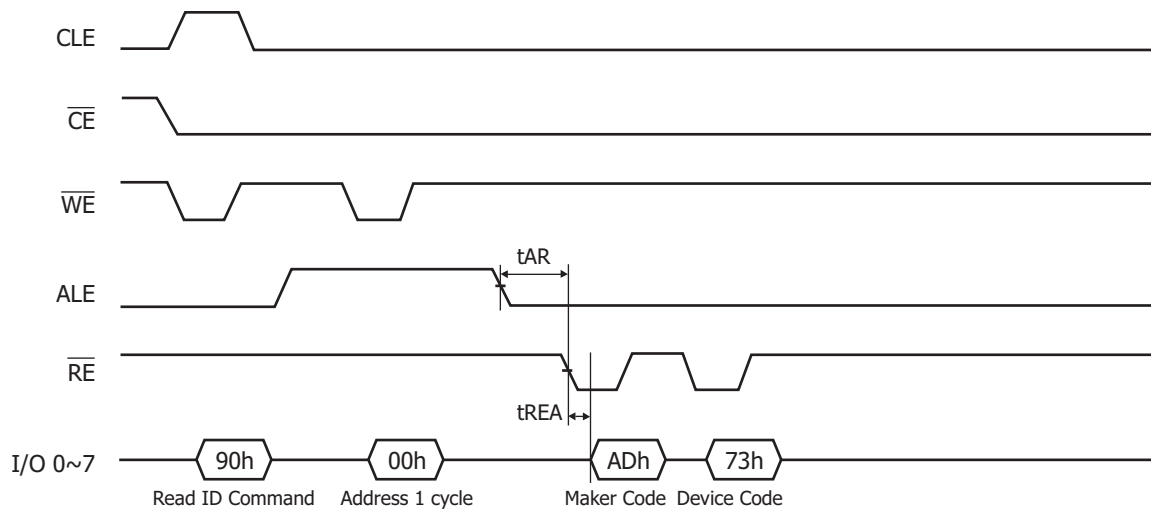 CLE
CE
WE
ALE
tAR
RE
tREA
I/O 0~7 90h 00h ADh 73h
Read ID Command Address 1 cycle Maker Code Device Code